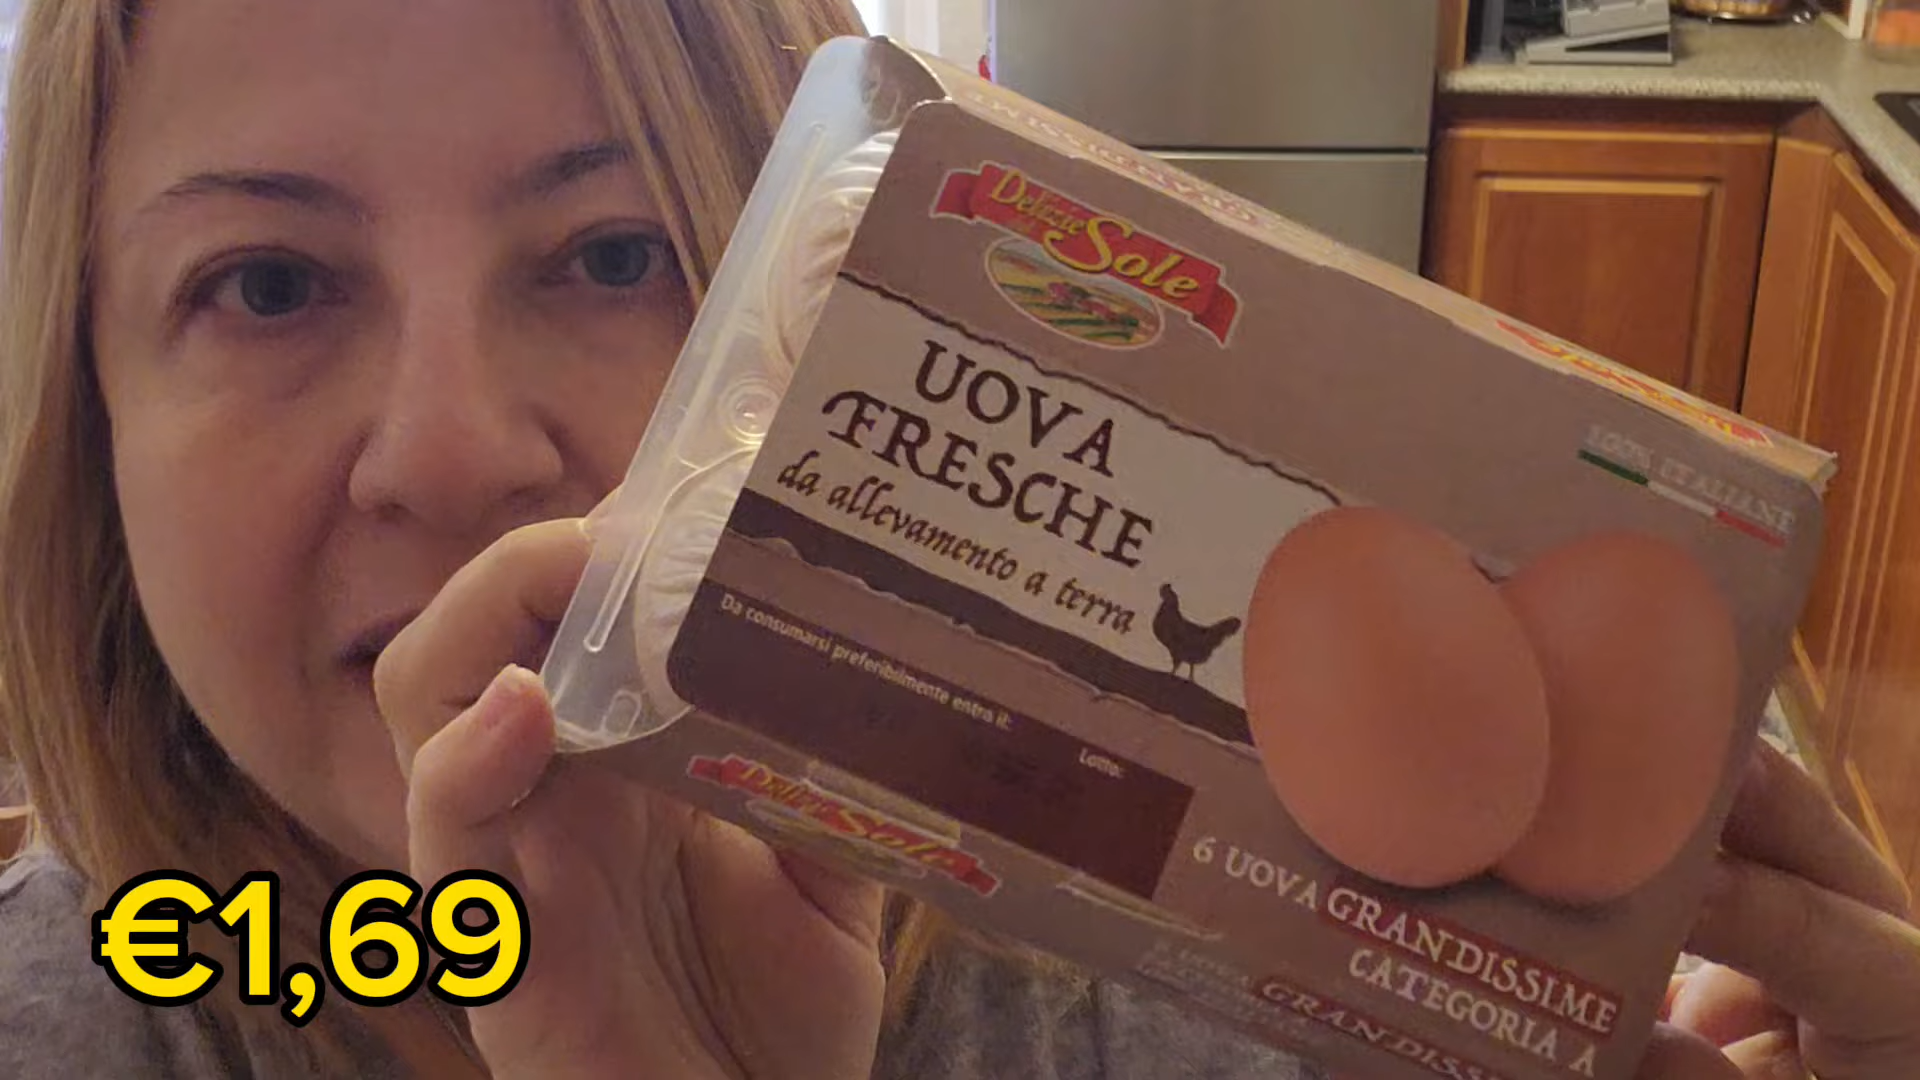 Delizie
del Sole
UOVA
FRESCHE
da allevamento a terra
100% ITALIANE
Da consumarsi preferibilmente entro il:
Lotto:
6 UOVA GRANDISSIME
CATEGORIA A
Delizie
Sole
GRANDISSI
€1,69